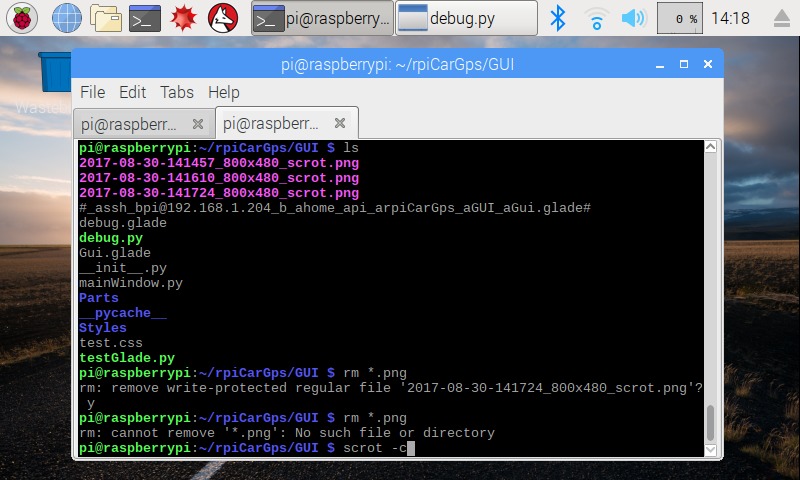 pi@raspberry... debug.py 0 % 14:18
pi@raspberrypi: ~/rpiCarGps/GUI
File Edit Tabs Help
pi@raspberr... pi@raspberr...
pi@raspberrypi:~/rpiCarGps/GUI $ ls
2017-08-30-141457_800x480_scrot.png
2017-08-30-141610_800x480_scrot.png
2017-08-30-141724_800x480_scrot.png
#_assh_bpi@192.168.1.204_b_ahome_api_arpiCarGps_aGUI_aGui.glade#
debug.glade
debug.py
Gui.glade
__init__.py
mainWindow.py
Parts
__pycache__
Styles
test.css
testGlade.py
pi@raspberrypi:~/rpiCarGps/GUI $ rm *.png
rm: remove write-protected regular file '2017-08-30-141724_800x480_scrot.png'?
y
pi@raspberrypi:~/rpiCarGps/GUI $ rm *.png
rm: cannot remove '*.png': No such file or directory
pi@raspberrypi:~/rpiCarGps/GUI $ scrot -c